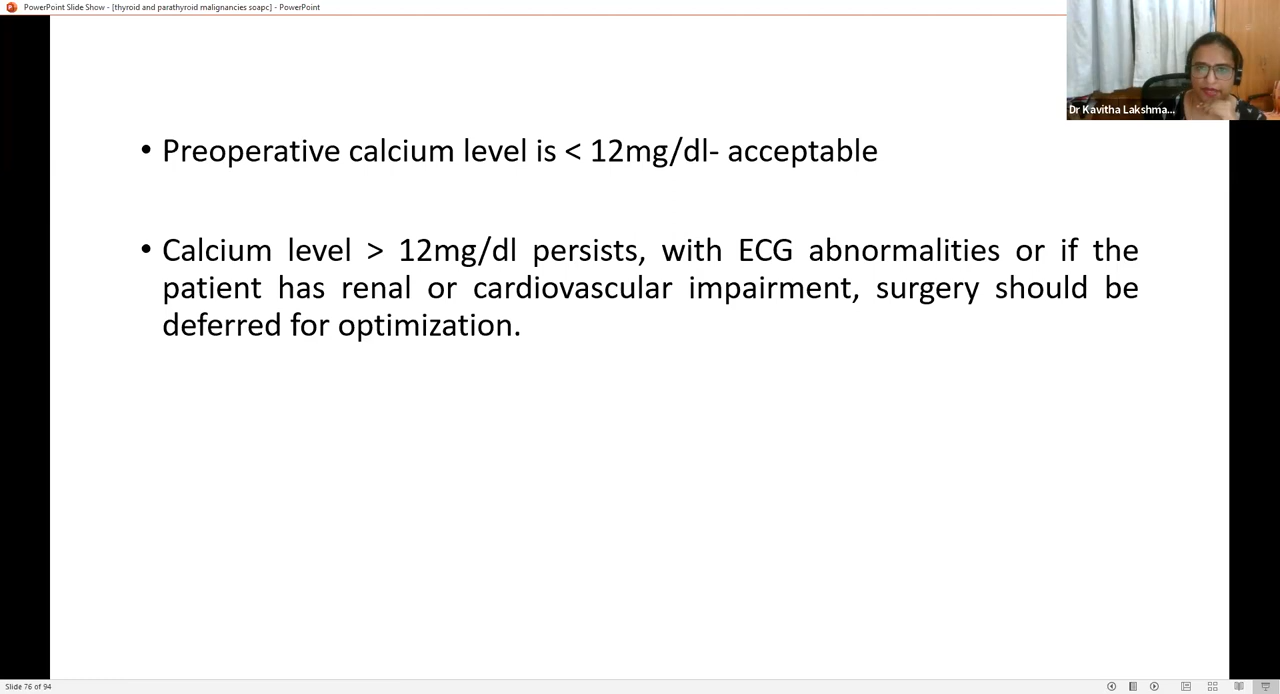 PowerPoint Slide Show - [thyroid and parathyroid malignancies soapc] - PowerPoint
Dr Kavitha Lakshma...
• Preoperative calcium level is < 12mg/dl- acceptable
• Calcium level > 12mg/dl persists, with ECG abnormalities or if the
patient has renal or cardiovascular impairment, surgery should be
deferred for optimization.
Slide 76 of 94